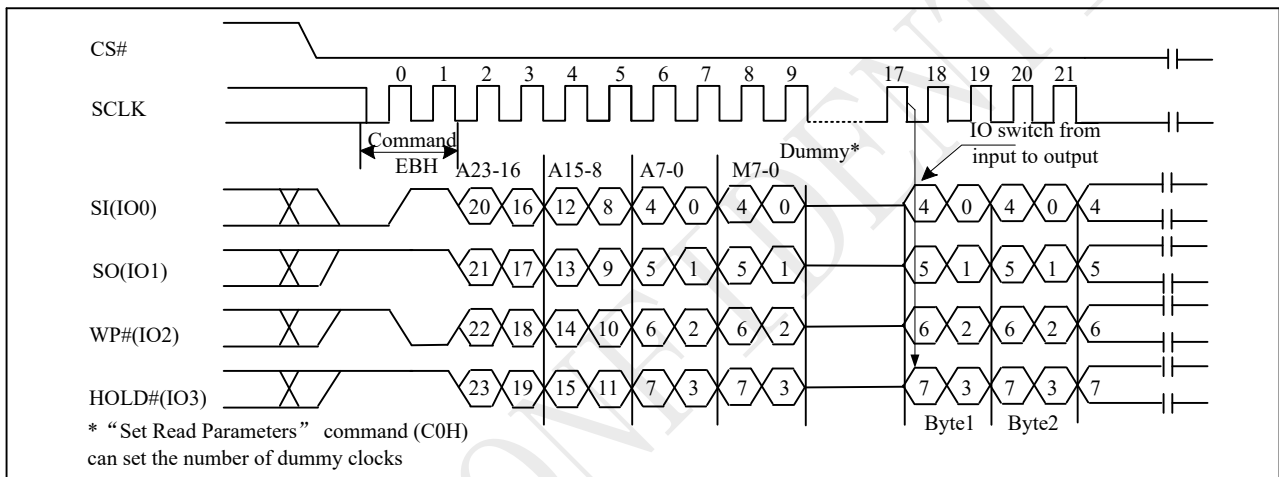 CS#
0 1 2 3 4 5 6 7 8 9 17 18 19 20 21
SCLK
Command
EBH
IO switch from
input to output
Dummy*
A23-16 A15-8 A7-0 M7-0
SI(IO0) 20 16 12 8 4 0 4 0 4 0 4 0 4
SO(IO1) 21 17 13 9 5 1 5 1 5 1 5 1 5
WP#(IO2) 22 18 14 10 6 2 6 2 6 2 6 2 6
HOLD#(IO3) 23 19 15 11 7 3 7 3 7 3 7 3 7
Byte1 Byte2
* “Set Read Parameters” command (C0H)
can set the number of dummy clocks